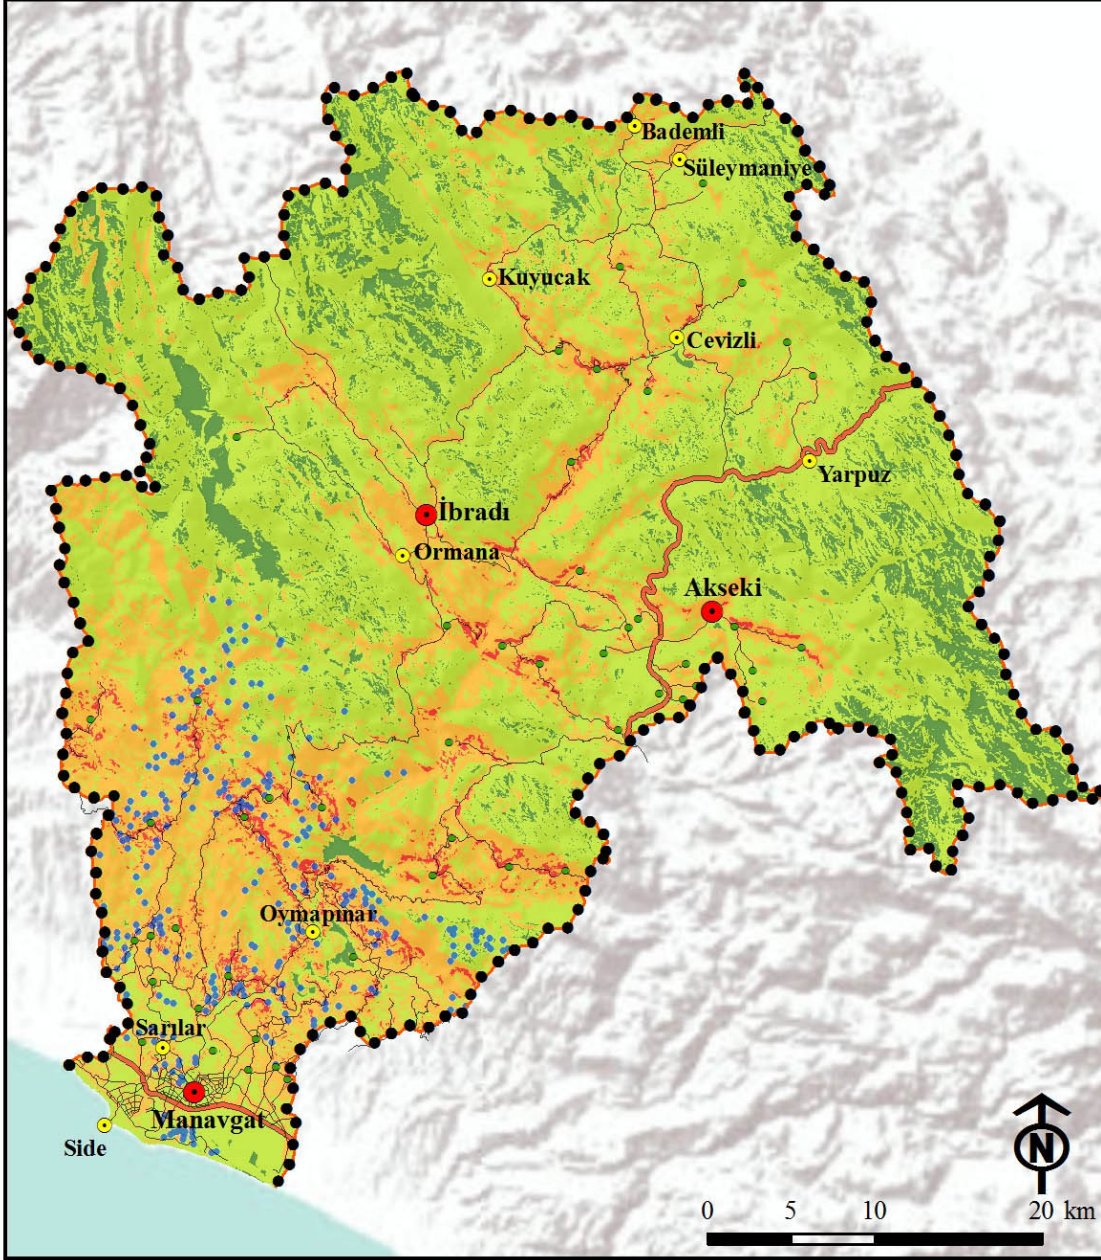 Bademli
Süleymaniye
Kuyucak
Cevizli
Yarpuz
İbradı
Ormana
Akseki
Oymapınar
Sarılar
Manavgat
Side
N
0 5 10 20 km